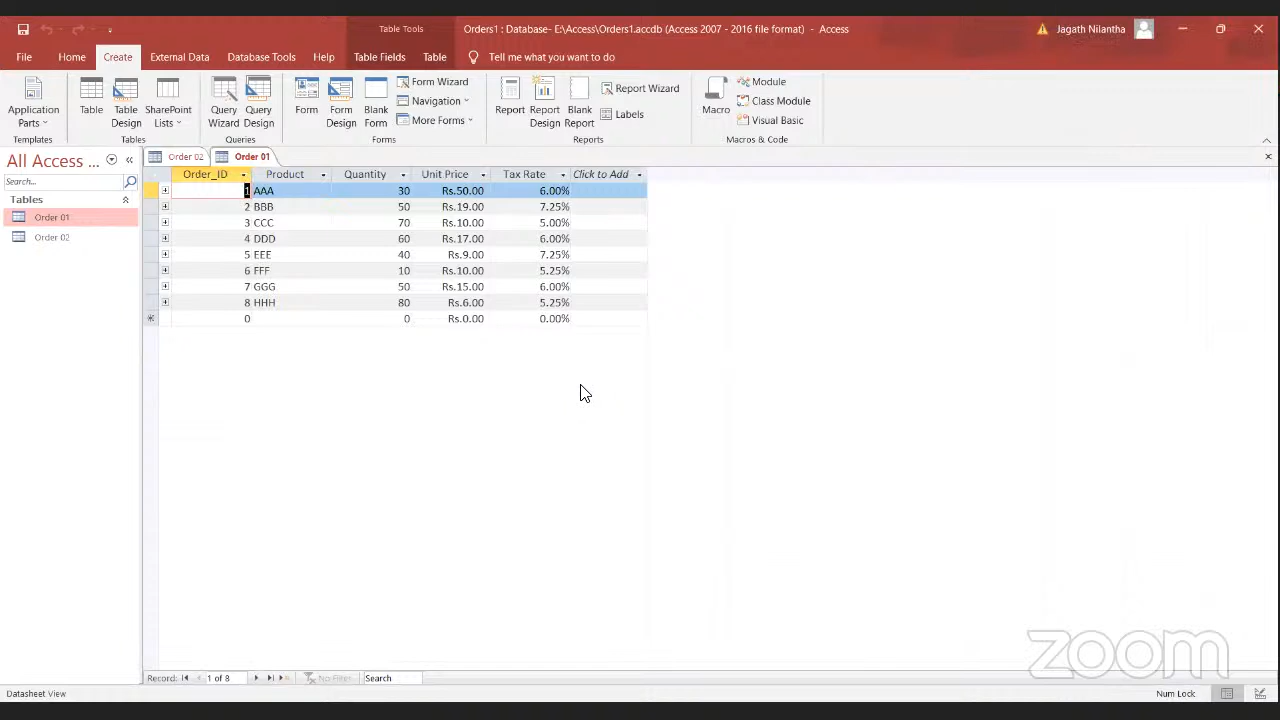 Table Tools
Orders1 : Database- E:\Access\Orders1.accdb (Access 2007 - 2016 file format) - Access
Jagath Nilantha
File Home Create External Data Database Tools Help Table Fields Table Tell me what you want to do
Application Parts
Table
Table Design
SharePoint Lists
Query Wizard
Query Design
Form
Form Design
Blank Form
Form Wizard
Navigation
More Forms
Report
Report Design
Blank Report
Report Wizard
Labels
Macro
Module
Class Module
Visual Basic
Templates Tables Queries Forms Reports Macros & Code
All Access ...
Search...
Tables
Order 01
Order 02
Order 02 Order 01
Order_ID Product Quantity Unit Price Tax Rate Click to Add
1 AAA 30 Rs.50.00 6.00%
2 BBB 50 Rs.19.00 7.25%
3 CCC 70 Rs.10.00 5.00%
4 DDD 60 Rs.17.00 6.00%
5 EEE 40 Rs.9.00 7.25%
6 FFF 10 Rs.10.00 5.25%
7 GGG 50 Rs.15.00 6.00%
8 HHH 80 Rs.6.00 5.25%
0 0 Rs.0.00 0.00%
zoom
Record: 1 of 8 No Filter Search
Datasheet View Num Lock